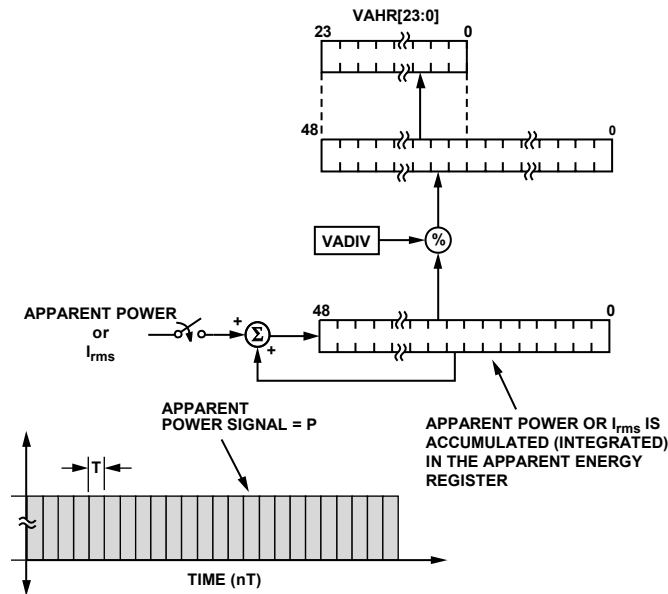 VAHR[23:0]
23 0
48 0
VADIV
%
48 0
APPARENT POWER
or
Irms
+
Σ
+
APPARENT
POWER SIGNAL = P
APPARENT POWER OR Irms IS
ACCUMULATED (INTEGRATED)
IN THE APPARENT ENERGY
REGISTER
T
TIME (nT)